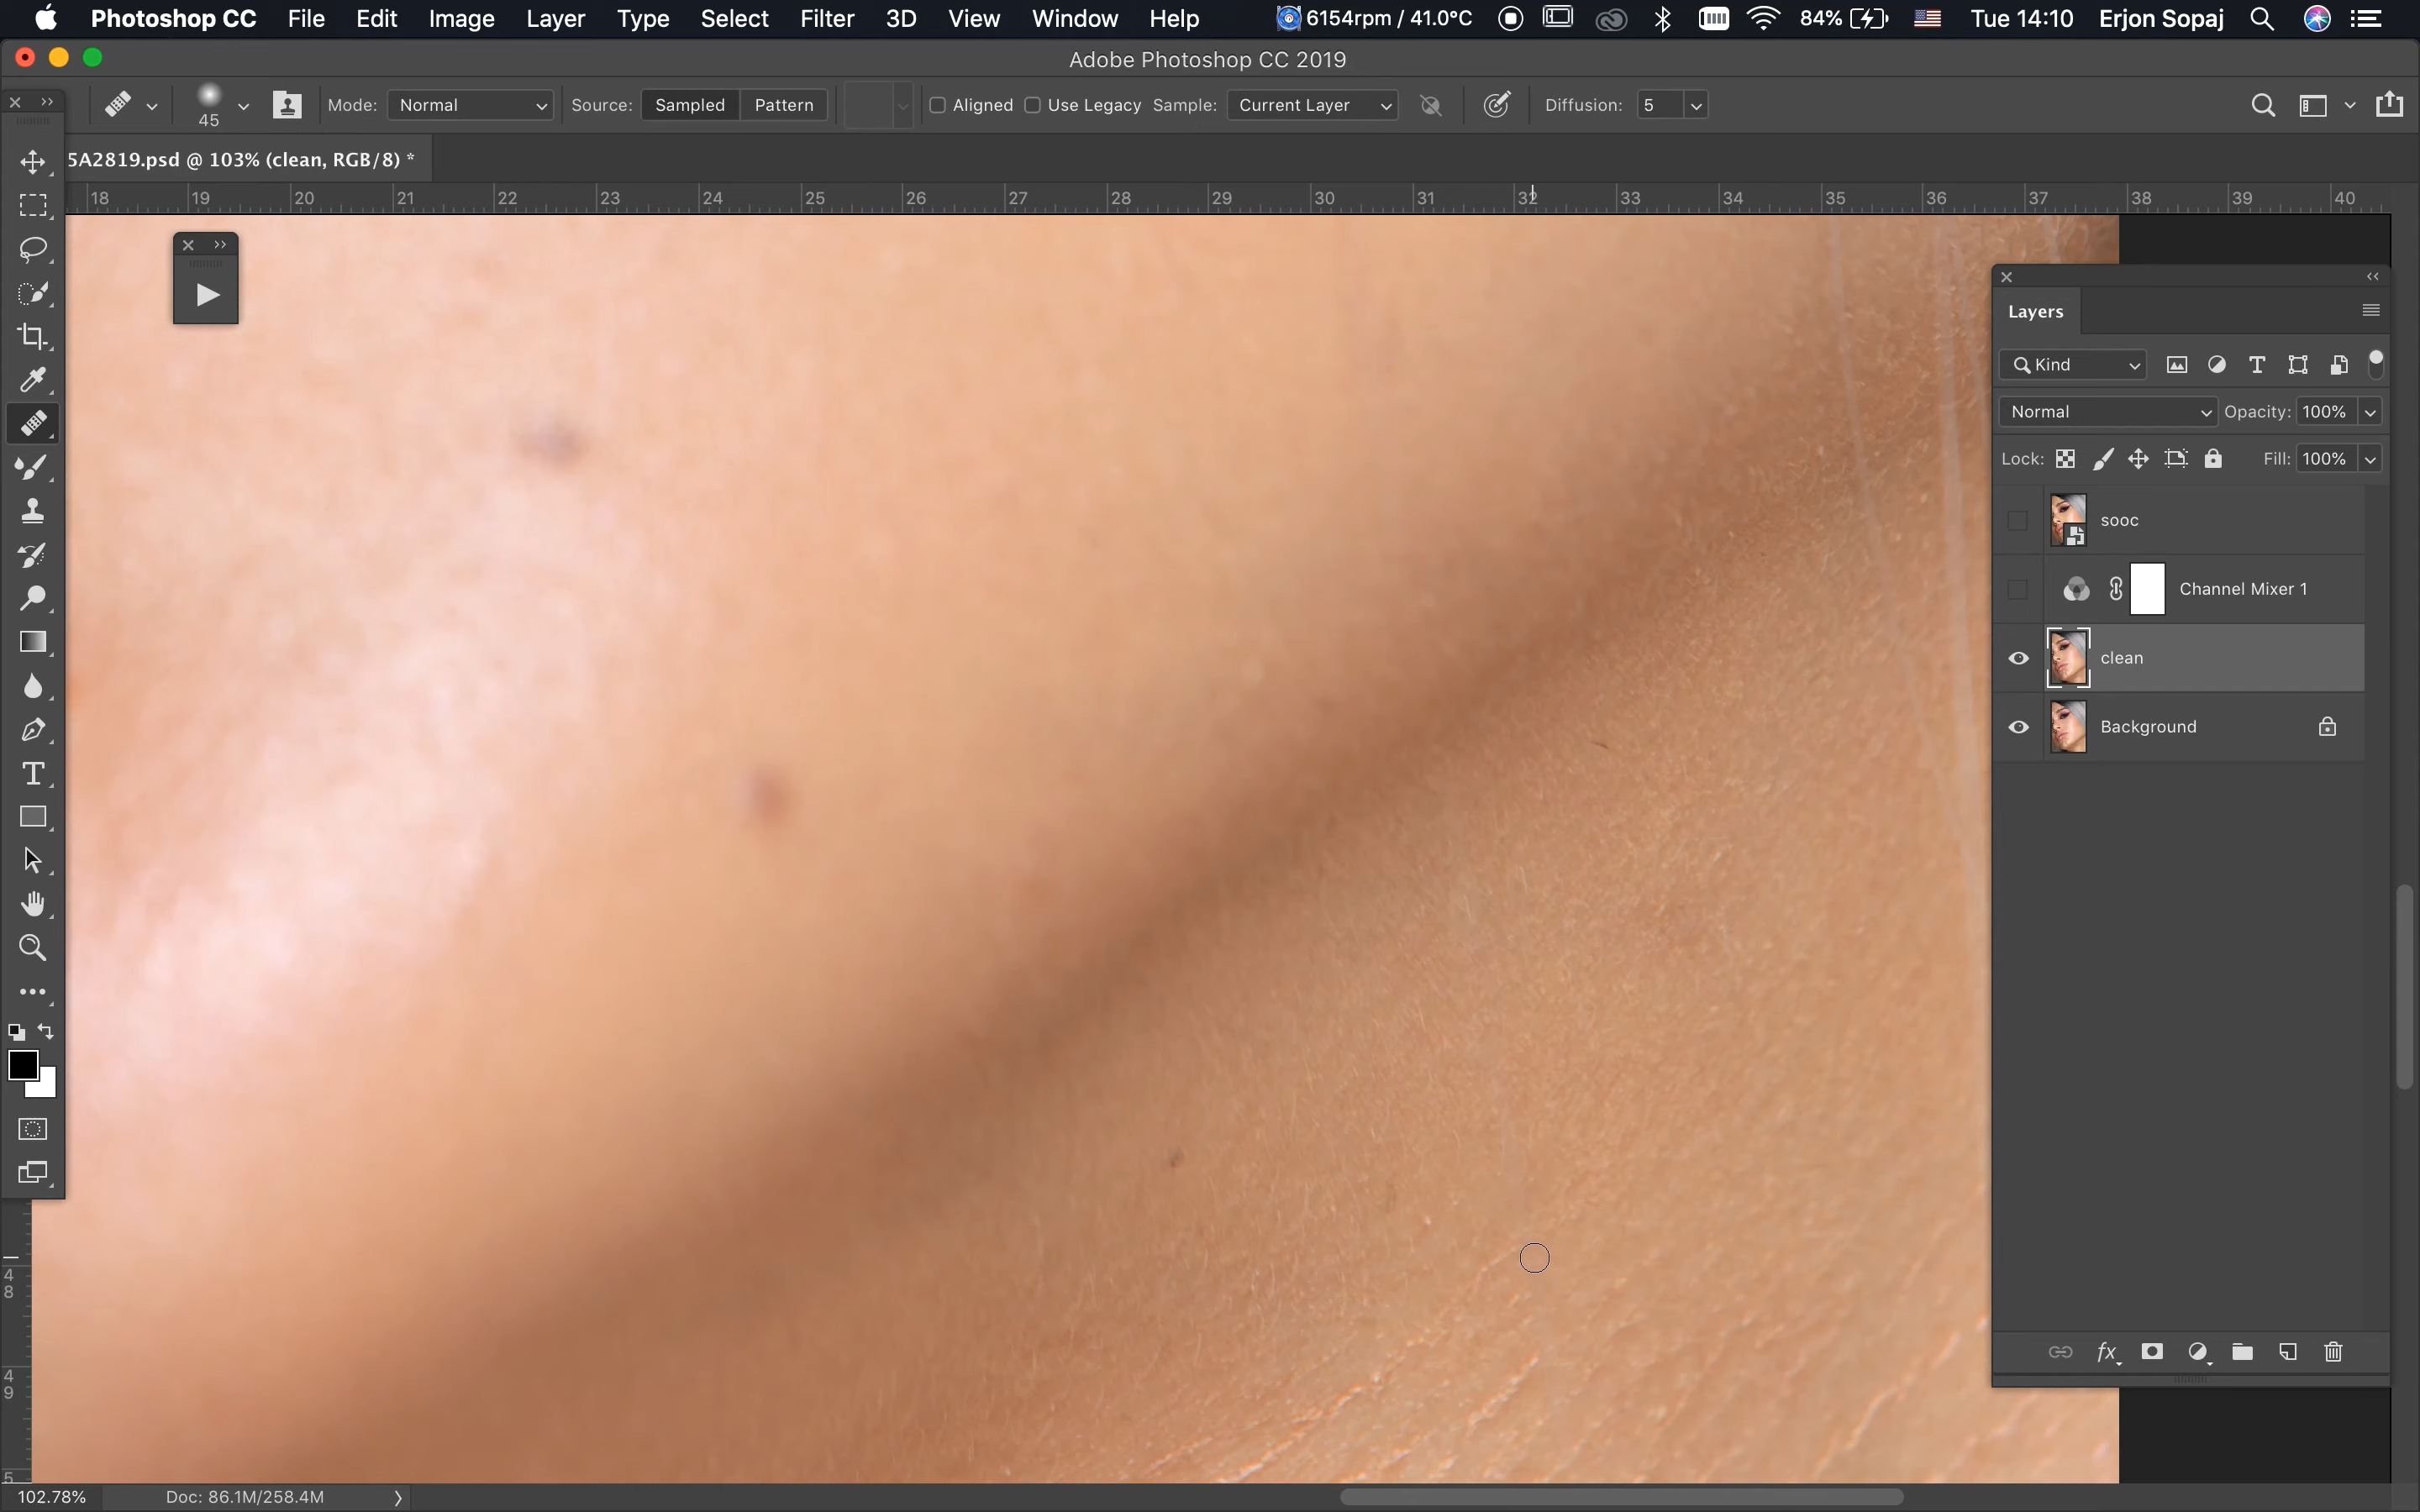 Photoshop CC File Edit Image Layer Type Select Filter 3D View Window Help 6154rpm / 41.0°C 84% Tue 14:10 Erjon Sopaj
Adobe Photoshop CC 2019
45 Mode: Normal Source: Sampled Pattern Aligned Use Legacy Sample: Current Layer Diffusion: 5
5A2819.psd @ 103% (clean, RGB/8) *
18 19 20 21 22 23 24 25 26 27 28 29 30 31 32 33 34 35 36 37 38 39 40
Layers
Kind
Normal Opacity: 100%
Lock: Fill: 100%
sooc
Channel Mixer 1
clean
Background
48
49
5
fx
102.78% Doc: 86.1M/258.4M